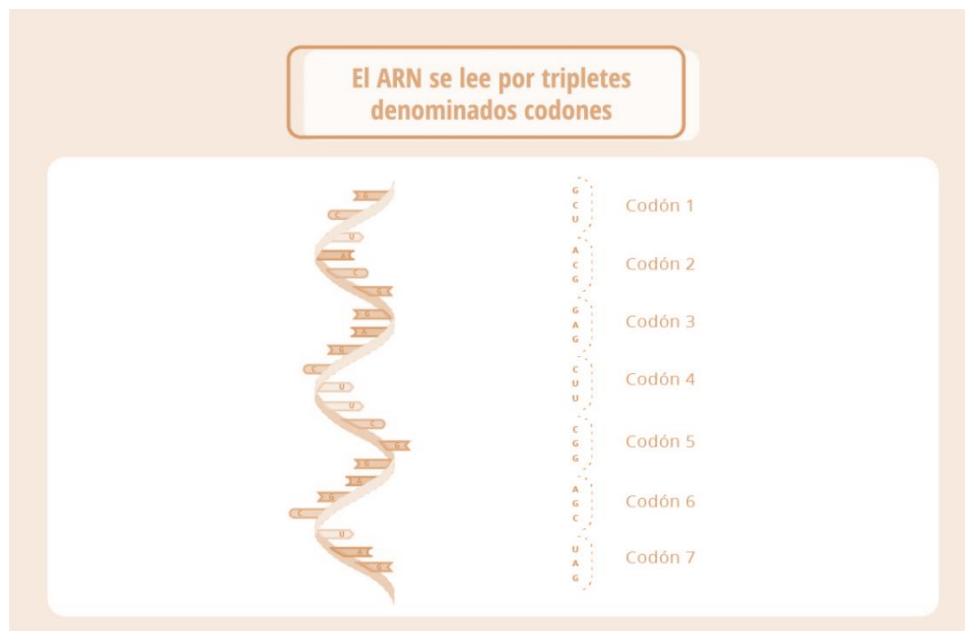 El ARN se lee por tripletes
denominados codones
G
C
U
A
C
G
G
A
G
C
U
U
C
G
G
A
G
C
U
A
G
G
C
U
Codón 1
A
C
G
Codón 2
G
A
G
Codón 3
C
U
U
Codón 4
C
G
G
Codón 5
A
G
C
Codón 6
U
A
G
Codón 7